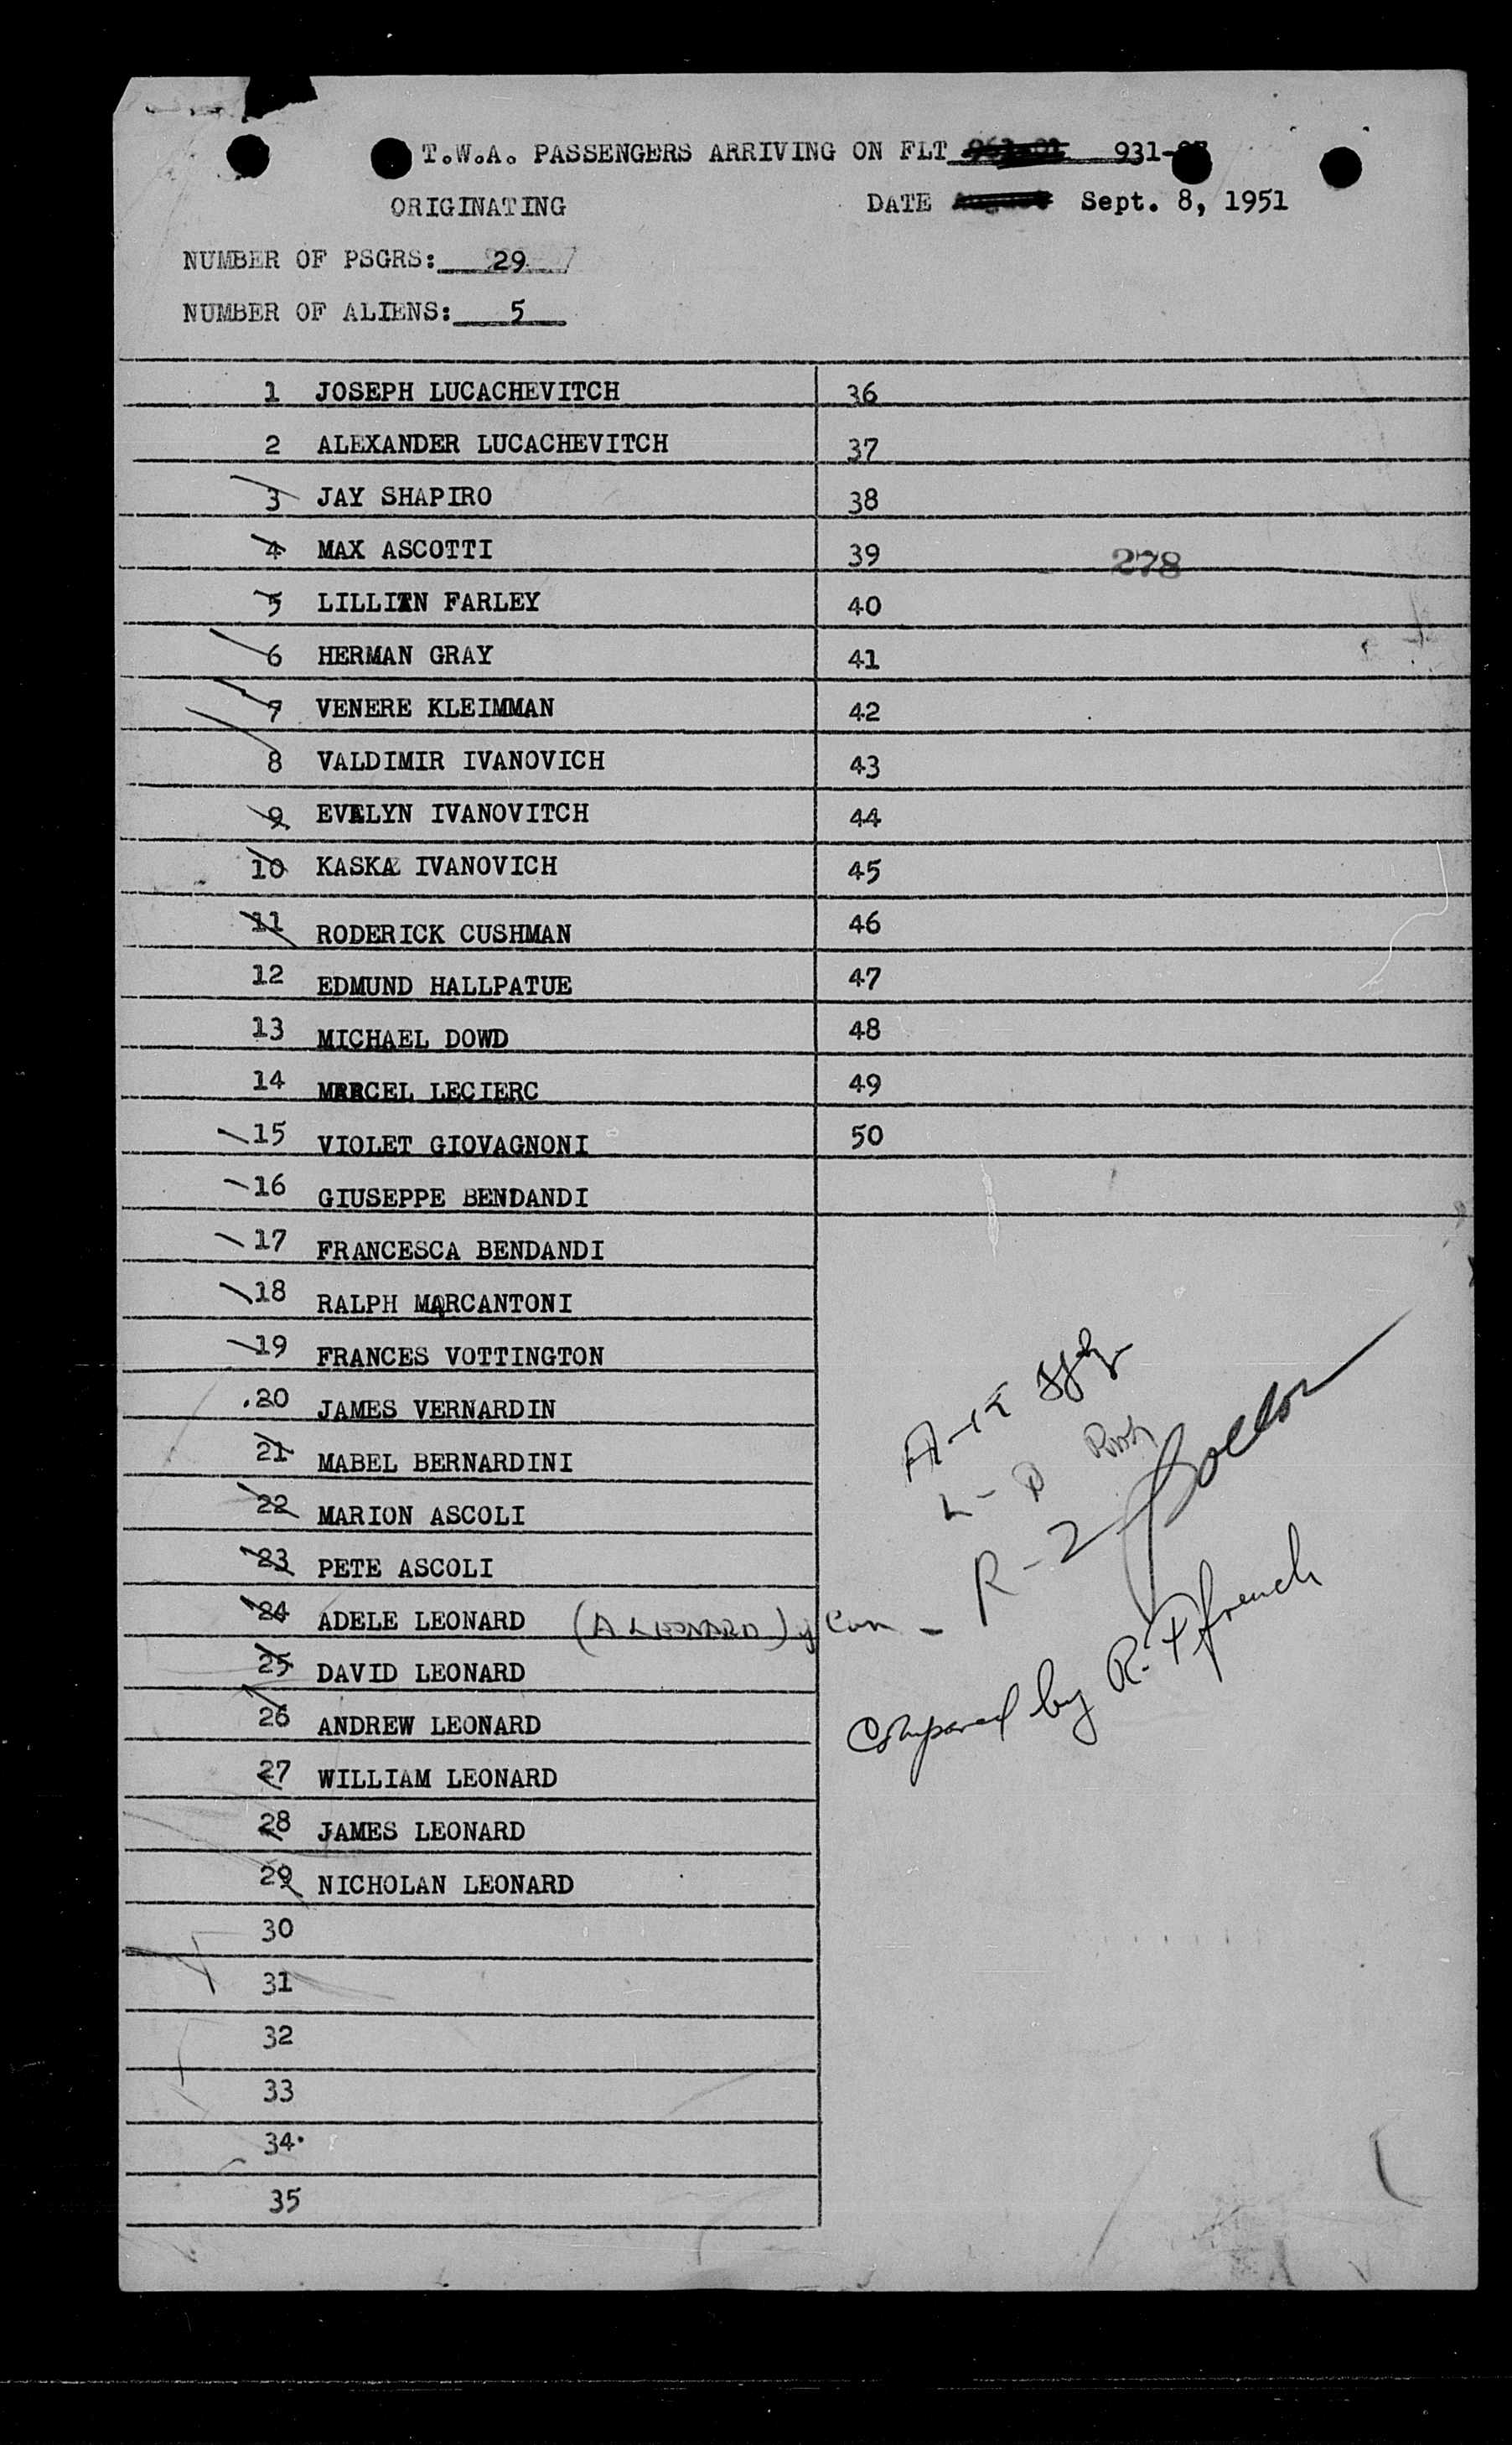 T.W.A. PASSENGERS ARRIVING ON FLT 931-
ORIGINATING DATE Sept. 8, 1951
NUMBER OF PSGRS: 29
NUMBER OF ALIENS: 5
1 JOSEPH LUCACHEVITCH 36
2 ALEXANDER LUCACHEVITCH 37
3 JAY SHAPIRO 38
4 MAX ASCOTTI 39 278
5 FARLEY 40
6 HERMAN GRAY 41
7 VENERE KLEIMMAN 42
8 VALDIMIR IVANOVICH 43
9 EVELYN IVANOVITCH 44
10 KASKA IVANOVICH 45
11 RODERICK CUSHMAN 46
12 EDMUND HALLPATUE 47
13 MICHAEL DOWD 48
14 MARCEL LECIERC 49
15 VIOLET GIOVAGNONI 50
16 GIUSEPPE BENDANDI
17 FRANCESCA BENDANDI
18 RALPH MARCANTONI
19 FRANCES VOTTINGTON
20 JAMES VERNARDIN
21 MABEL BERNARDINI
22 MARION ASCOLI
23 PETE ASCOLI
24 ADELE LEONARD (A LEONARD)
25 DAVID LEONARD
26 ANDREW LEONARD
27 WILLIAM LEONARD
28 JAMES LEONARD
29 NICHOLAN LEONARD
30
31
32
33
34
35
R-2
Compared by R. P. French